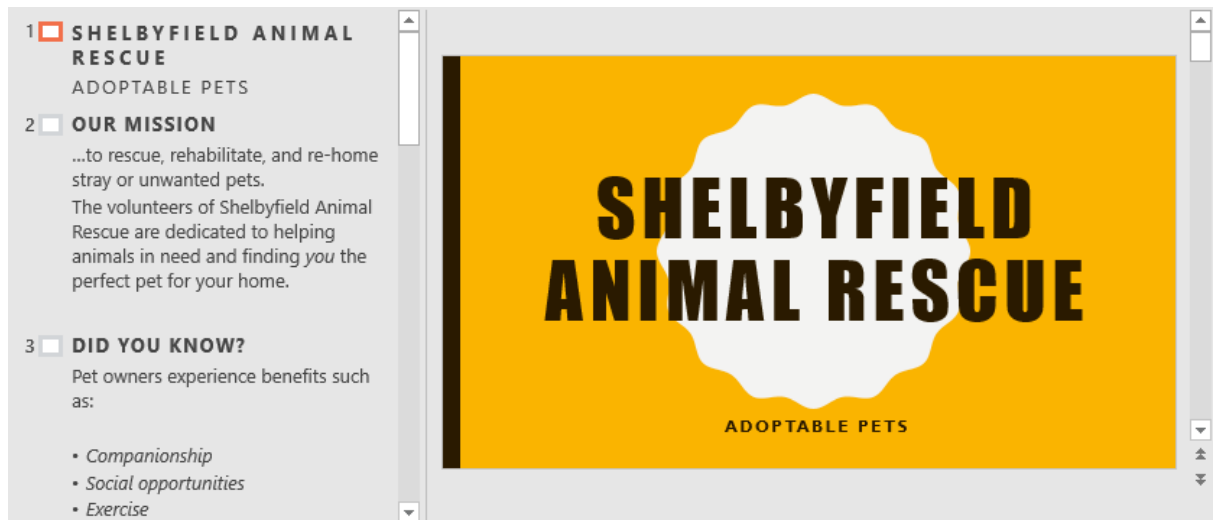 1 SHELBYFIELD ANIMAL
RESCUE
ADOPTABLE PETS
2 OUR MISSION
...to rescue, rehabilitate, and re-home
stray or unwanted pets.
The volunteers of Shelbyfield Animal
Rescue are dedicated to helping
animals in need and finding you the
perfect pet for your home.
3 DID YOU KNOW?
Pet owners experience benefits such
as:
• Companionship
• Social opportunities
• Exercise
SHELBYFIELD
ANIMAL RESCUE
ADOPTABLE PETS